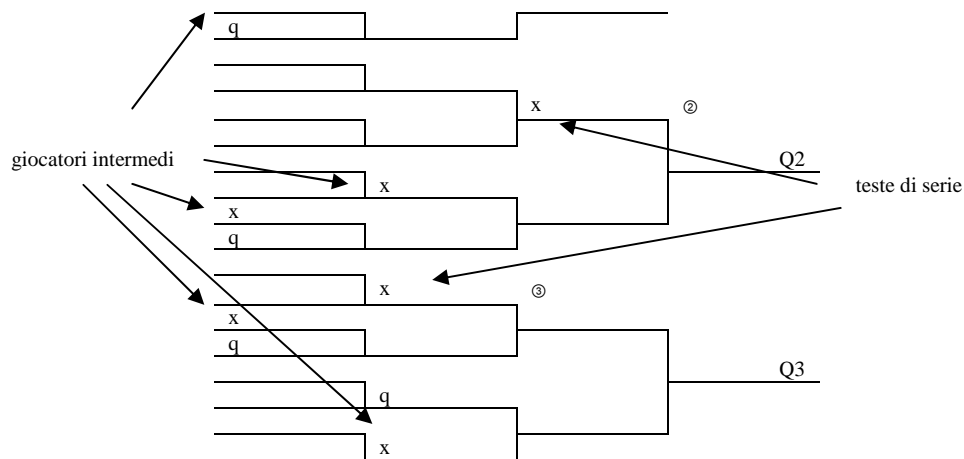 q
x ②
Q2
giocatori intermedi
x
teste di serie
x
q
x ③
x
q
Q3
q
x